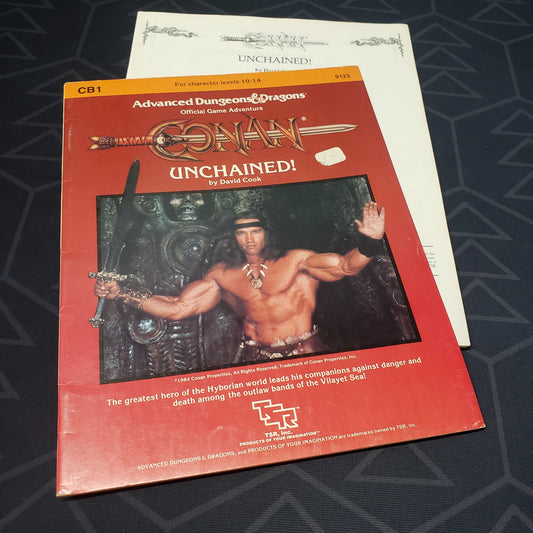 CB1
For character levels 10-14
9123
Advanced Dungeons & Dragons®
Official Game Adventure
CONAN®
UNCHAINED!
by David Cook
©1984 Conan Properties, All Rights Reserved, Trademark of Conan Properties, Inc.
The greatest hero of the Hyborian world leads his companions against danger and
death among the outlaw bands of the Vilayet Sea!
TSR
TSR, Inc.
PRODUCTS OF YOUR IMAGINATION™
ADVANCED DUNGEONS & DRAGONS, and PRODUCTS OF YOUR IMAGINATION are trademarks owned by TSR, Inc.
CONAN
UNCHAINED!
by